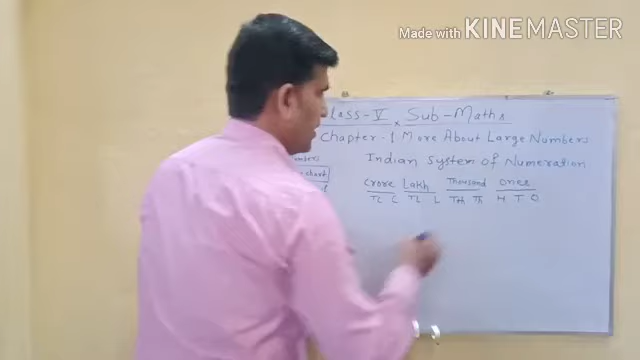 Made with KINEMASTER
Class-V Sub-Maths
Chapter-1 More About Large Numbers
Indian System of Numeration
Crore Lakh Thousand Ones
TC C TL L TTh Th H T O